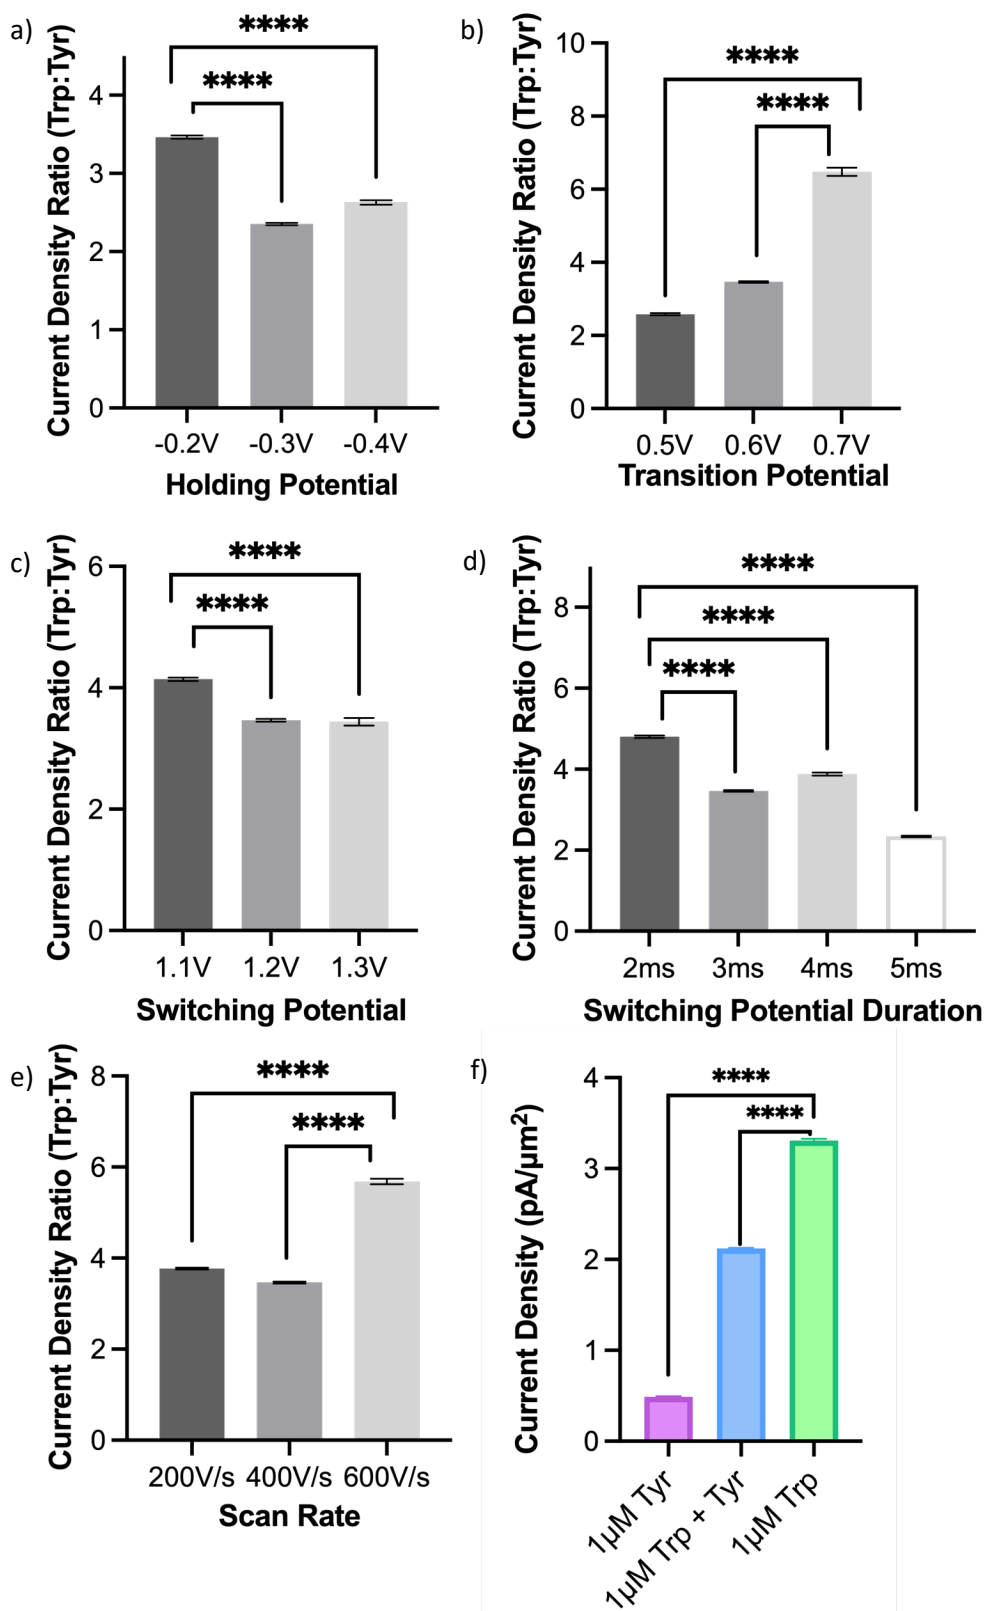 a)
Current Density Ratio (Trp:Tyr)
4
3
2
1
0
****
****
-0.2V -0.3V -0.4V
Holding Potential
b)
Current Density Ratio (Trp:Tyr)
10
8
6
4
2
0
****
****
0.5V 0.6V 0.7V
Transition Potential
c)
Current Density Ratio (Trp:Tyr)
6
4
2
0
****
****
1.1V 1.2V 1.3V
Switching Potential
d)
Current Density Ratio (Trp:Tyr)
8
6
4
2
0
****
****
****
2ms 3ms 4ms 5ms
Switching Potential Duration
e)
Current Density Ratio (Trp:Tyr)
8
6
4
2
0
****
****
200V/s 400V/s 600V/s
Scan Rate
f)
Current Density (pA/µm²)
4
3
2
1
0
****
****
1µM Tyr
1µM Trp + Tyr
1µM Trp